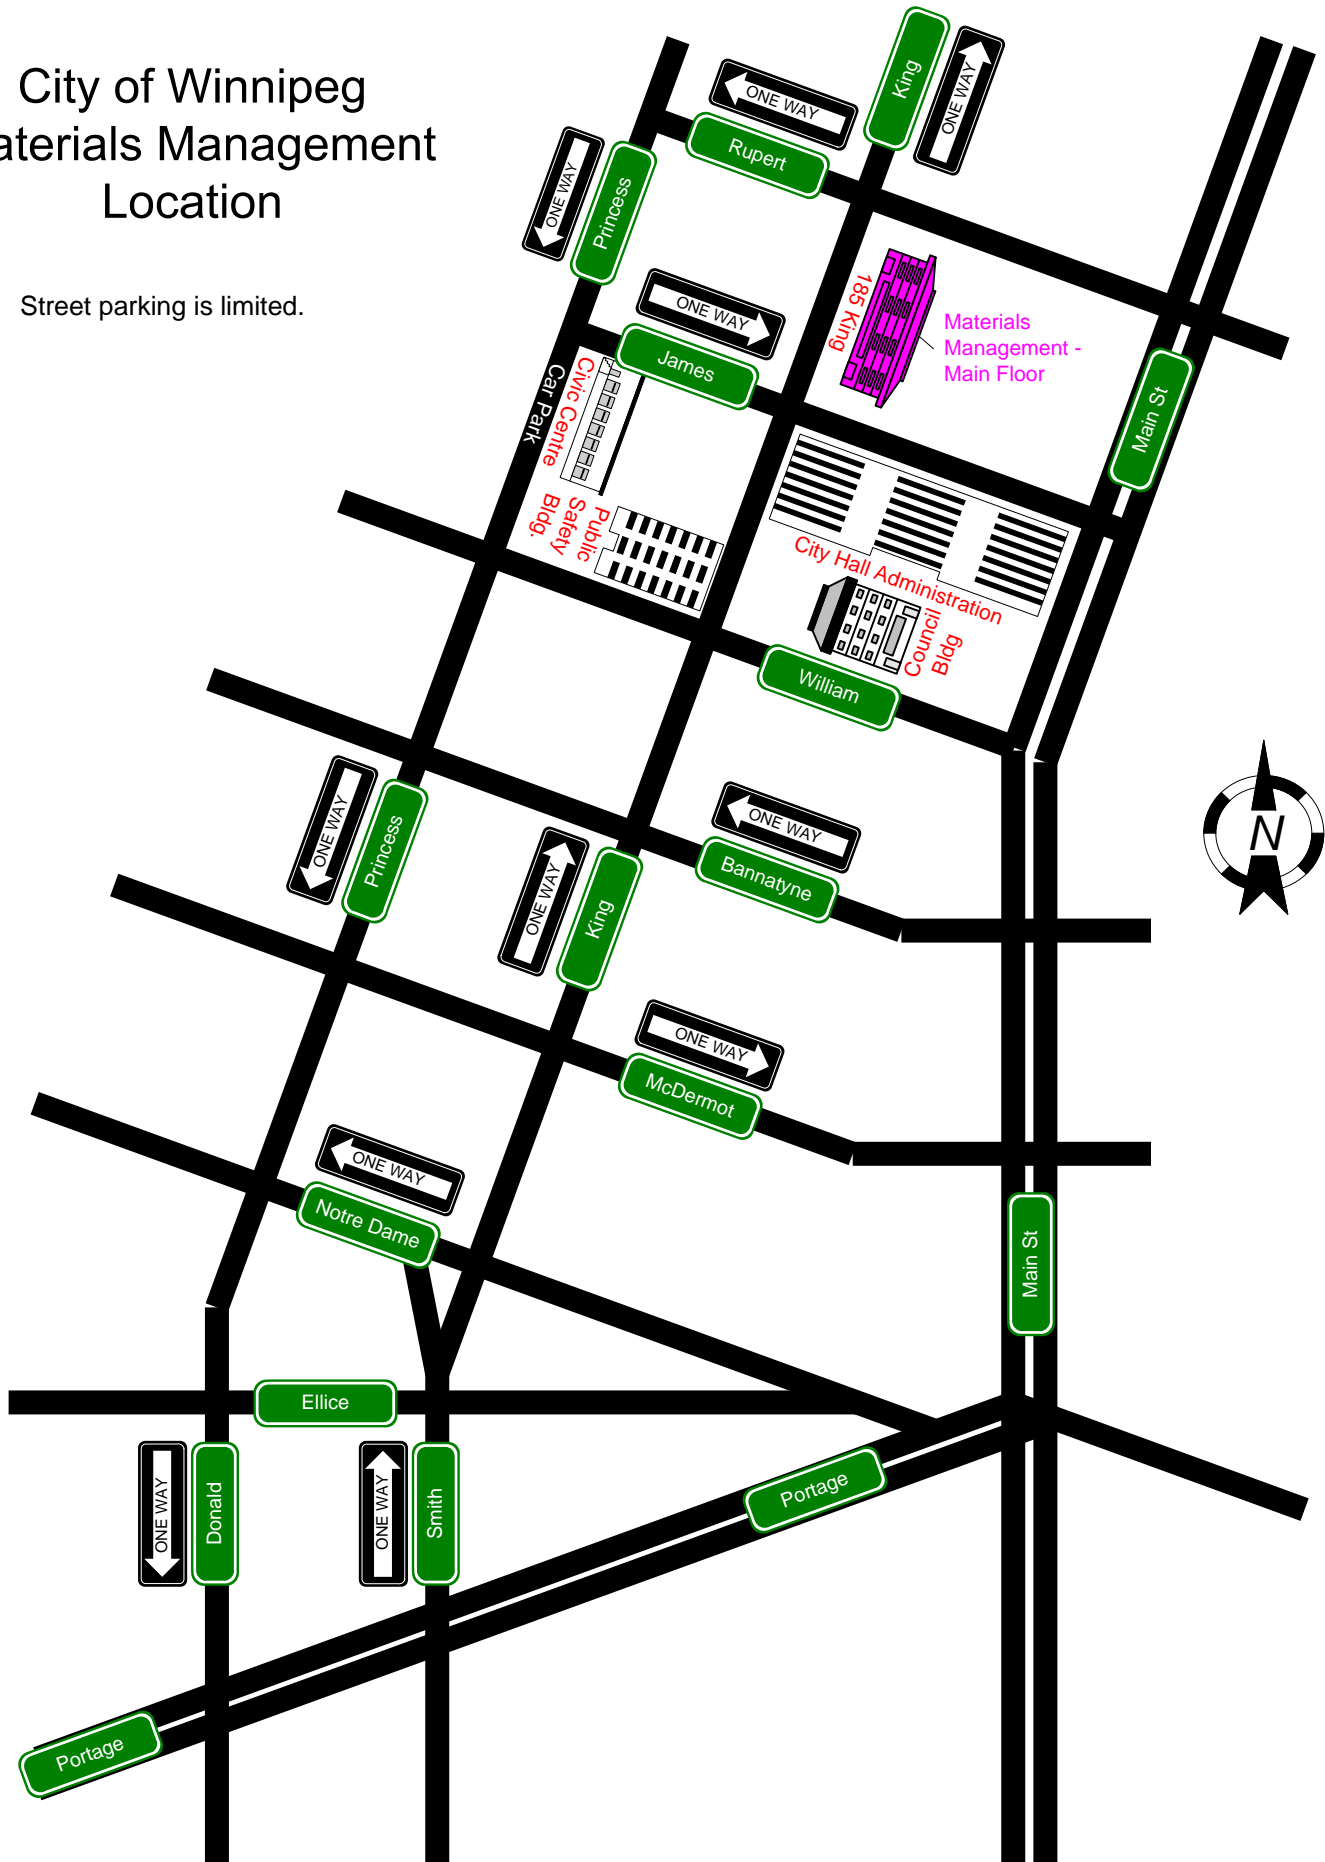 City of Winnipeg
aterials Management
Location
Street parking is limited.
King
ONE WAY
ONE WAY
Rupert
ONE WAY
Princess
185 King
Materials
Management -
Main Floor
ONE WAY
James
Main St
Car Park
Civic Centre
Public
Safety
Bldg.
City Hall Administration
Council
Bldg
William
N
ONE WAY
Princess
ONE WAY
King
ONE WAY
Bannatyne
ONE WAY
McDermot
ONE WAY
Notre Dame
Main St
Ellice
ONE WAY
Donald
ONE WAY
Smith
Portage
Portage